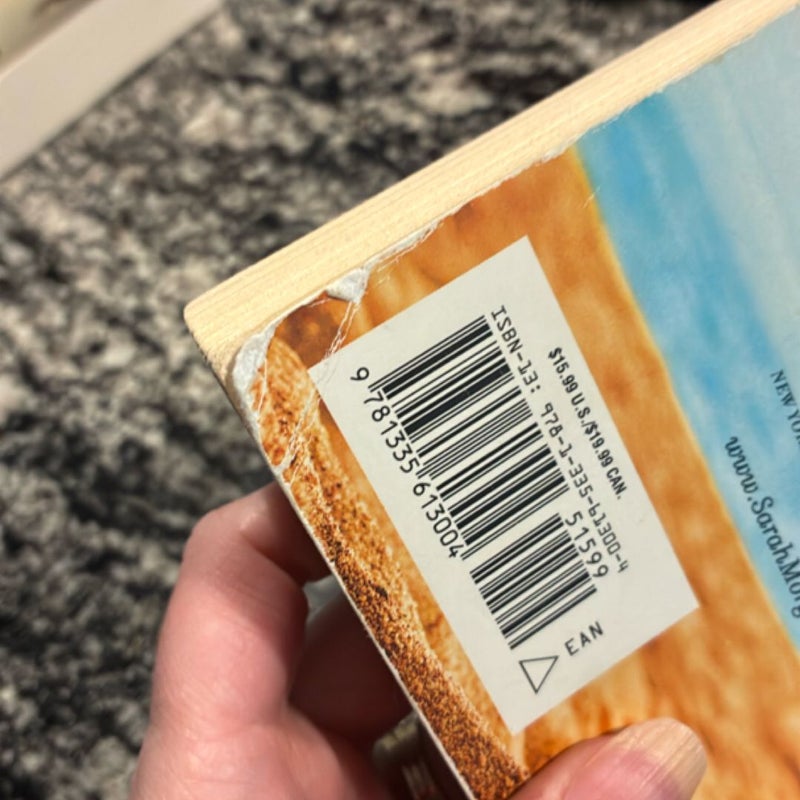 $15.99 U.S./$19.99 CAN.
ISBN-13: 978-1-335-61300-4
51599
9 781335 613004
EAN
NEW YO
www.SarahMorg